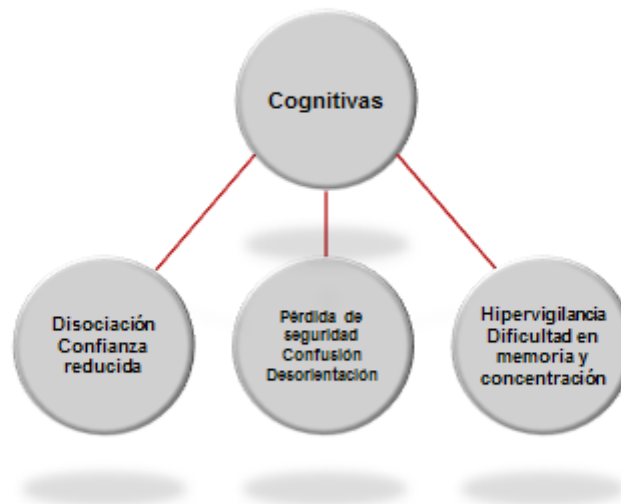 Cognitivas
Disociación
Confianza
reducida
Pérdida de
seguridad
Confusión
Desorientación
Hipervigilancia
Dificultad en
memoria y
concentración